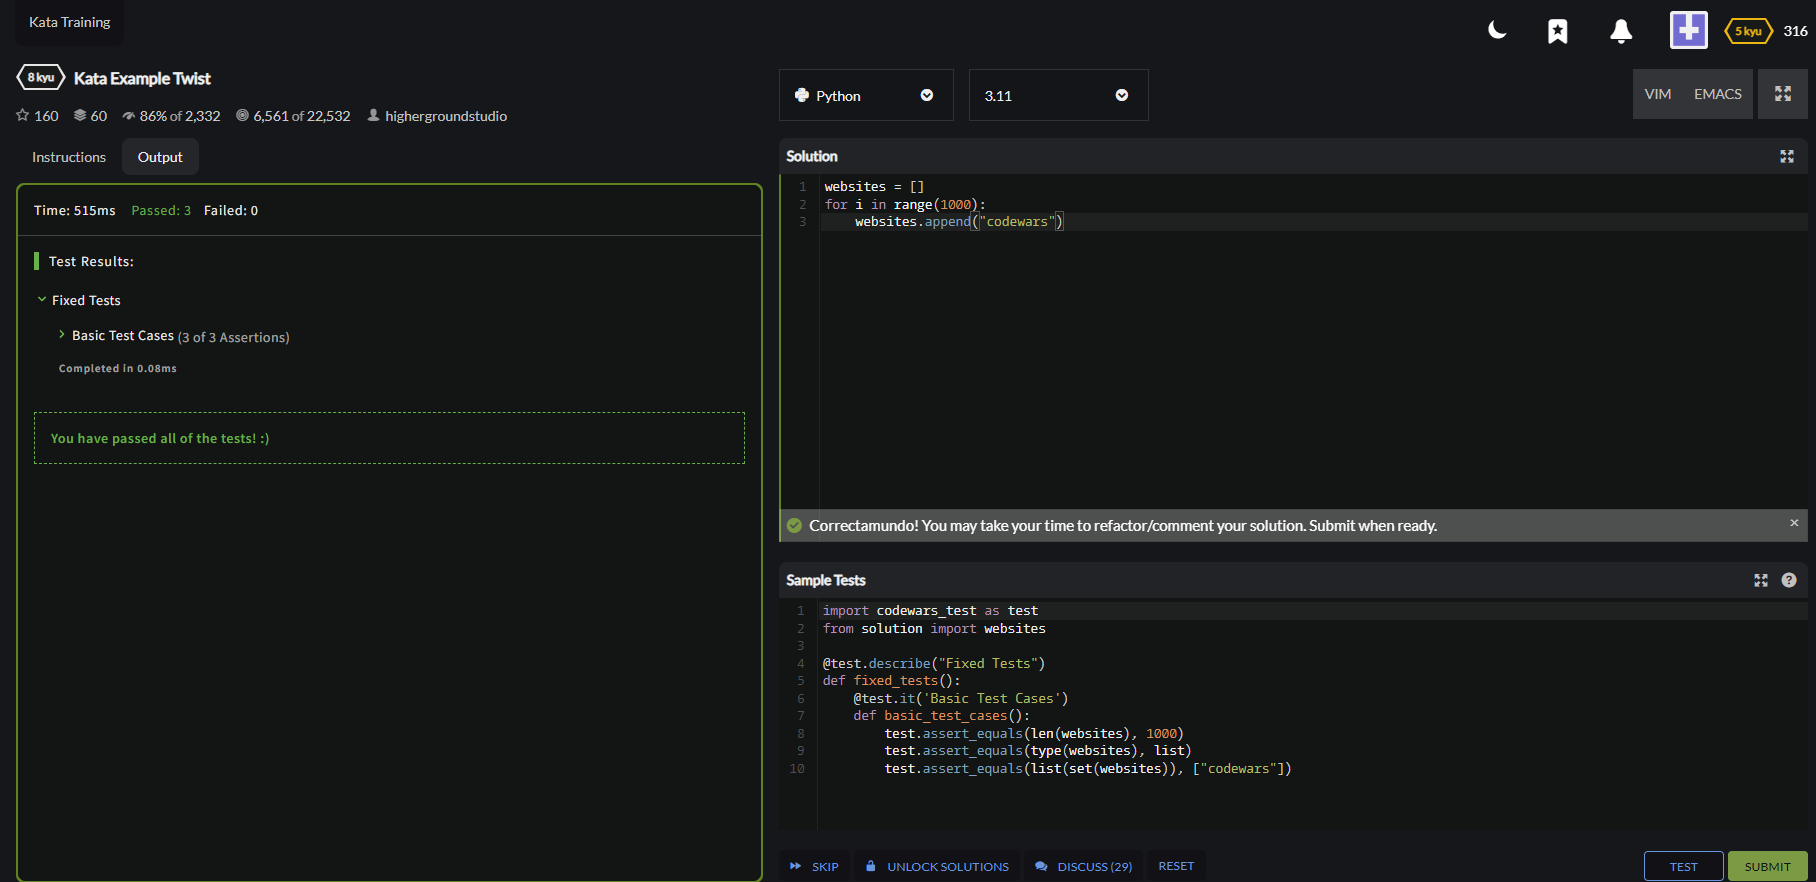 Kata Training
5 kyu 316
8 kyu Kata Example Twist
160 60 86% of 2,332 6,561 of 22,532 highergroundstudio
Instructions Output
Time: 515ms Passed: 3 Failed: 0
Test Results:
Fixed Tests
Basic Test Cases (3 of 3 Assertions)
Completed in 0.08ms
You have passed all of the tests! :)
Python 3.11 VIM EMACS
Solution
1 websites = []
2 for i in range(1000):
3     websites.append("codewars")
Correctamundo! You may take your time to refactor/comment your solution. Submit when ready. ×
Sample Tests ?
1 import codewars_test as test
2 from solution import websites
3
4 @test.describe("Fixed Tests")
5 def fixed_tests():
6     @test.it('Basic Test Cases')
7     def basic_test_cases():
8         test.assert_equals(len(websites), 1000)
9         test.assert_equals(type(websites), list)
10         test.assert_equals(list(set(websites)), ["codewars"])
SKIP UNLOCK SOLUTIONS DISCUSS (29) RESET TEST SUBMIT